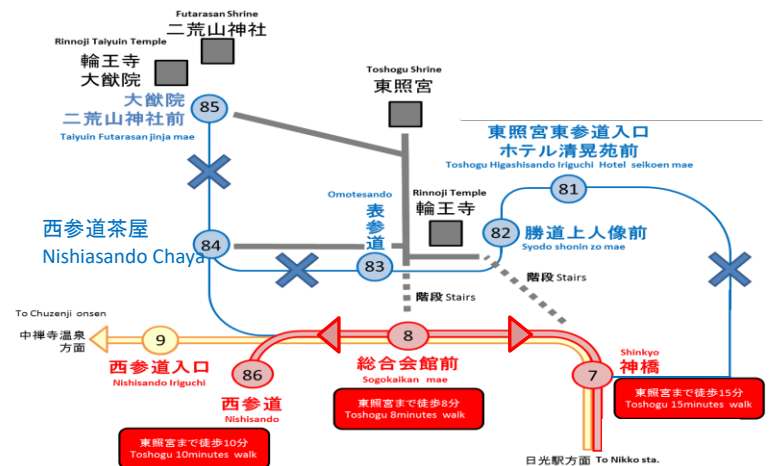 Futarasan Shrine
二荒山神社
Rinnoji Taiyuin Temple
輪王寺
大猷院
Toshogu Shrine
東照宮
大猷院
二荒山神社前
Taiyuin Futarasan jinja mae
85
東照宮東参道入口
ホテル清晃苑前
Toshogu Higashisando Iriguchi Hotel seikoen mae
81
Omotesando
表参道
Rinnoji Temple
輪王寺
82
勝道上人像前
Syodo shonin zo mae
西参道茶屋
Nishiasando Chaya
84
83
階段 Stairs
階段 Stairs
To Chuzenji onsen
中禅寺温泉
方面
9
西参道入口
Nishisando Iriguchi
8
総合会館前
Sogokaikan mae
86
西参道
Nishisando
Shinkyo
神橋
7
東照宮まで徒歩15分
Toshogu 15minutes walk
東照宮まで徒歩8分
Toshogu 8minutes walk
東照宮まで徒歩10分
Toshogu 10minutes walk
日光駅方面 To Nikko sta.